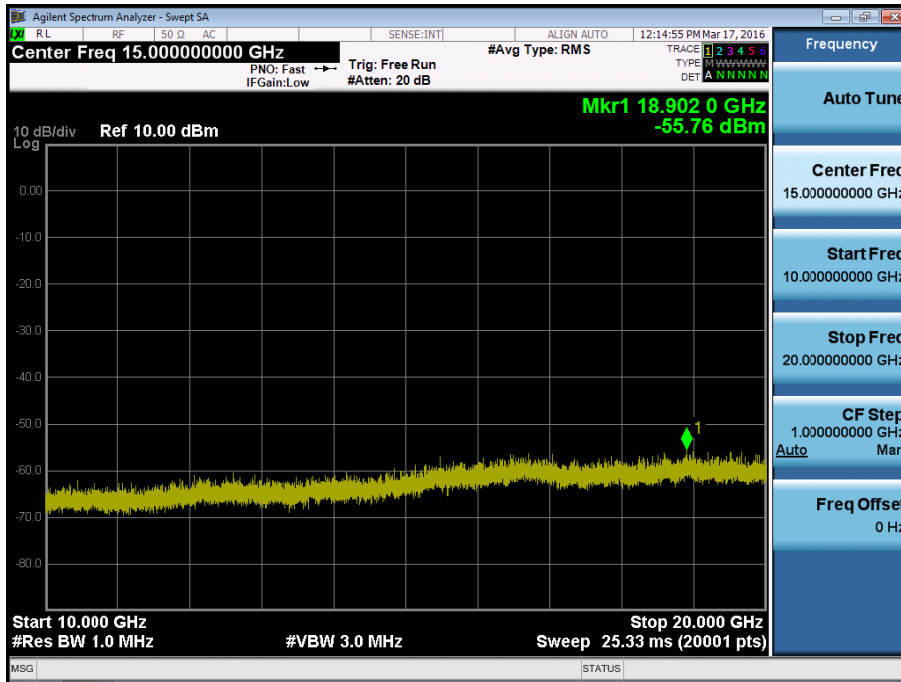 Agilent Spectrum Analyzer - Swept SA
LXI RL RF 50 Ω AC SENSE:INT ALIGN AUTO 12:14:55 PM Mar 17, 2016
Center Freq 15.000000000 GHz
PNO: Fast
IFGain:Low
Trig: Free Run
#Atten: 20 dB
#Avg Type: RMS
TRACE 1 2 3 4 5 6
TYPE M WWWWW
DET A N N N N N
Mkr1 18.902 0 GHz
-55.76 dBm
10 dB/div Ref 10.00 dBm
Log
0.00
-10.0
-20.0
-30.0
-40.0
-50.0
-60.0
-70.0
-80.0
1
Start 10.000 GHz Stop 20.000 GHz
#Res BW 1.0 MHz #VBW 3.0 MHz Sweep 25.33 ms (20001 pts)
MSG STATUS
Frequency
Auto Tune
Center Freq
15.000000000 GHz
Start Freq
10.000000000 GHz
Stop Freq
20.000000000 GHz
CF Step
1.000000000 GHz
Auto Man
Freq Offset
0 Hz